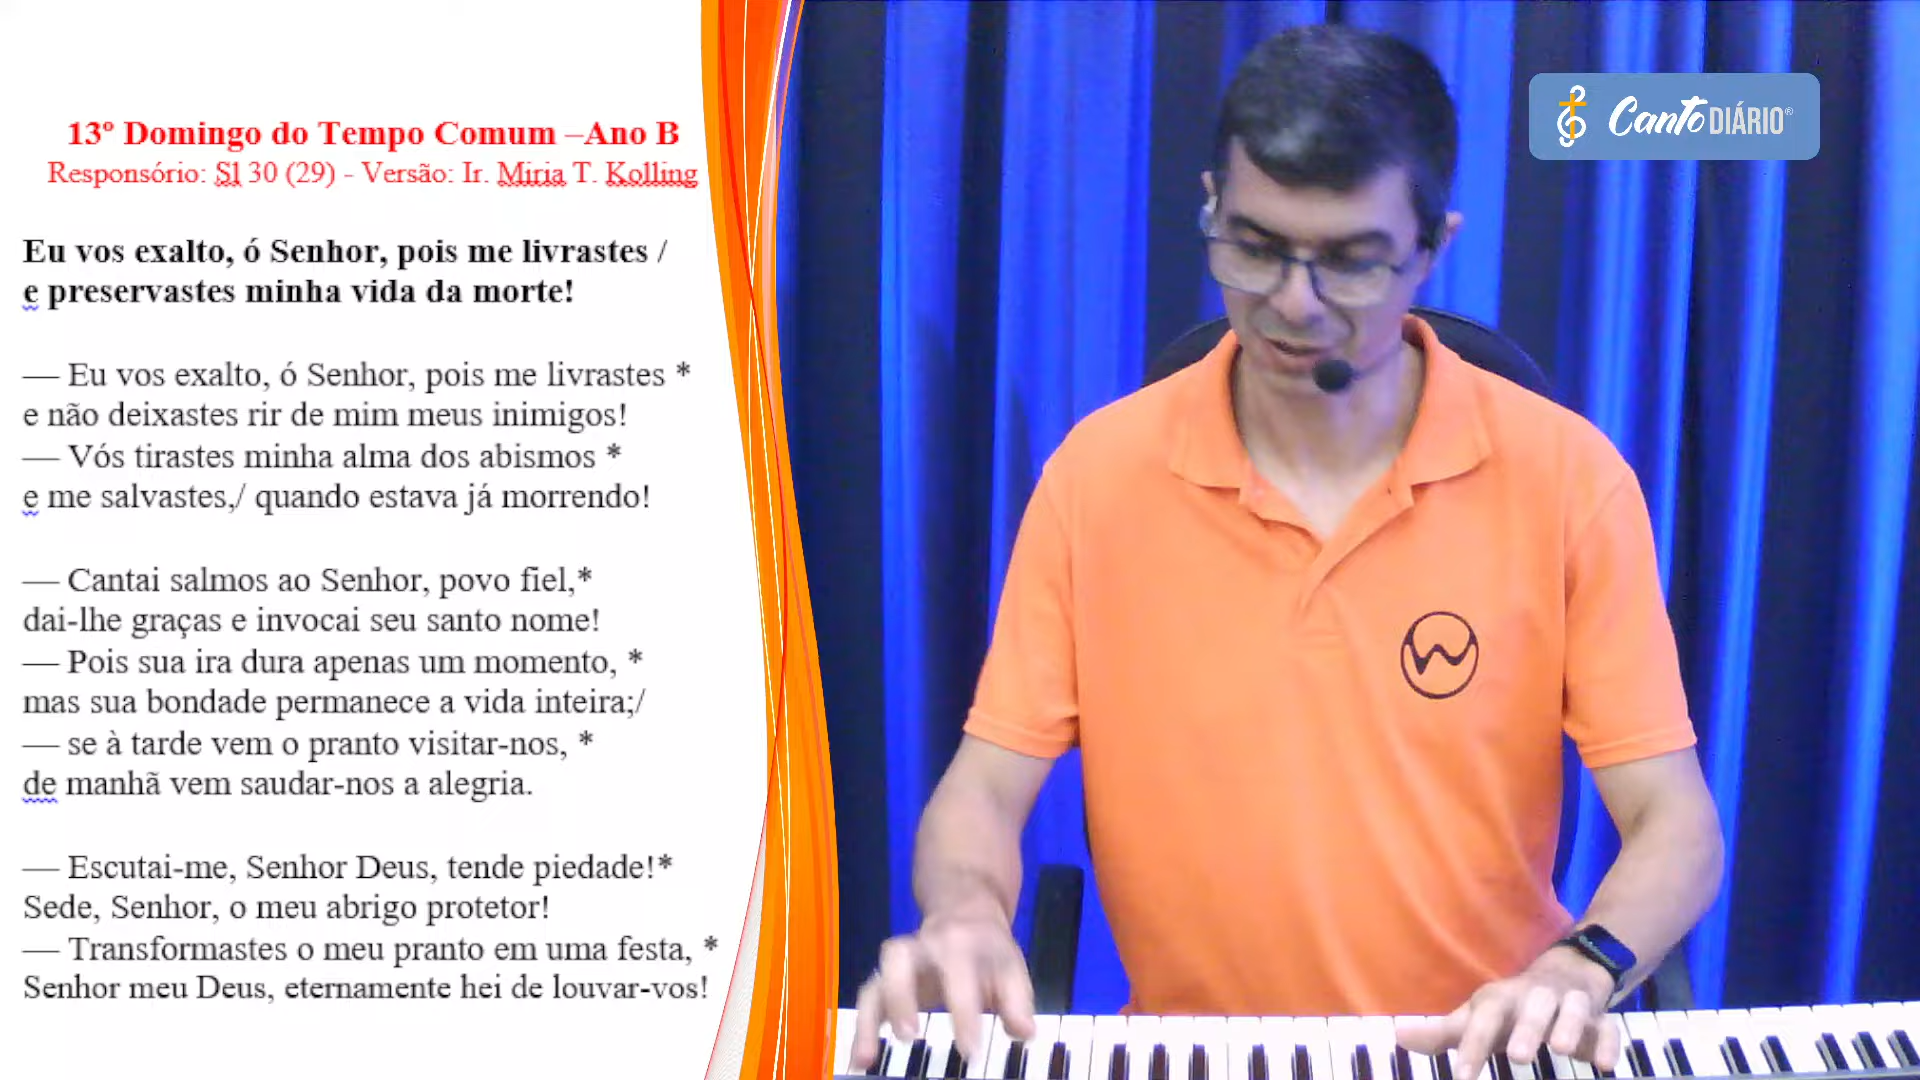 13º Domingo do Tempo Comum –Ano B
Responsório: Sl 30 (29) - Versão: Ir. Miria T. Kolling
Eu vos exalto, ó Senhor, pois me livrastes /
e preservastes minha vida da morte!
— Eu vos exalto, ó Senhor, pois me livrastes *
e não deixastes rir de mim meus inimigos!
— Vós tirastes minha alma dos abismos *
e me salvastes,/ quando estava já morrendo!
— Cantai salmos ao Senhor, povo fiel,*
dai-lhe graças e invocai seu santo nome!
— Pois sua ira dura apenas um momento, *
mas sua bondade permanece a vida inteira;/
— se à tarde vem o pranto visitar-nos, *
de manhã vem saudar-nos a alegria.
— Escutai-me, Senhor Deus, tende piedade!*
Sede, Senhor, o meu abrigo protetor!
— Transformastes o meu pranto em uma festa, *
Senhor meu Deus, eternamente hei de louvar-vos!
Canto DIÁRIO®